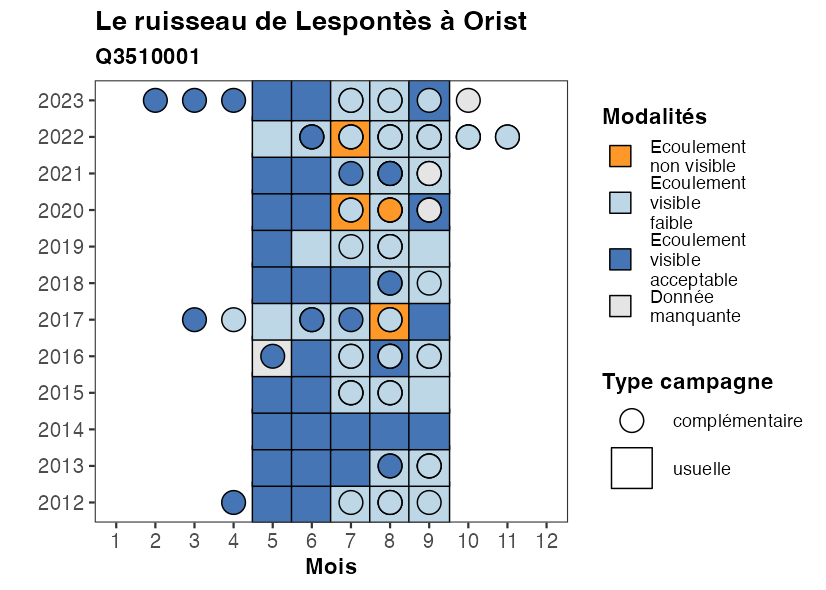 Le ruisseau de Lespontès à Orist
Q3510001
2023
2022
2021
2020
2019
2018
2017
2016
2015
2014
2013
2012
1 2 3 4 5 6 7 8 9 10 11 12
Mois
Modalités
Ecoulement
non visible
Ecoulement
visible
faible
Ecoulement
visible
acceptable
Donnée
manquante
Type campagne
complémentaire
usuelle